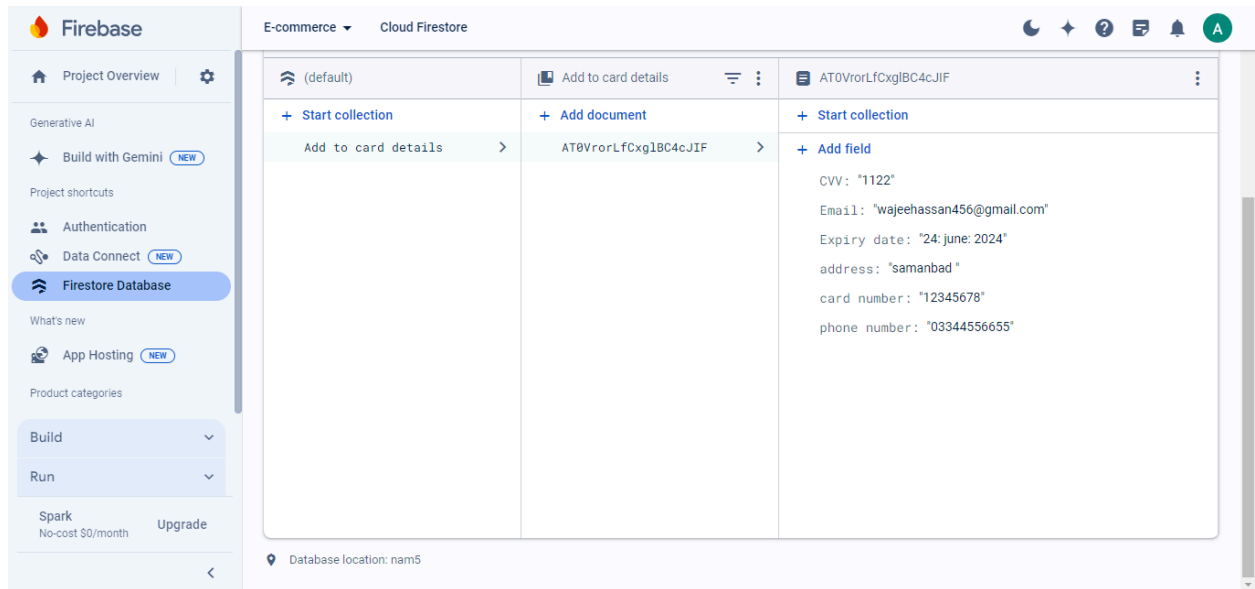 Firebase
E-commerce
Cloud Firestore
A
Project Overview
Generative AI
Build with Gemini NEW
Project shortcuts
Authentication
Data Connect NEW
Firestore Database
What's new
App Hosting NEW
Product categories
Build
Run
Spark
No-cost $0/month
Upgrade
(default)
+ Start collection
Add to card details
Add to card details
+ Add document
AT0VrorLfCxglBC4cJIF
AT0VrorLfCxglBC4cJIF
+ Start collection
+ Add field
CVV: "1122"
Email: "wajeehassan456@gmail.com"
Expiry date: "24: june: 2024"
address: "samanbad "
card number: "12345678"
phone number: "03344556655"
Database location: nam5